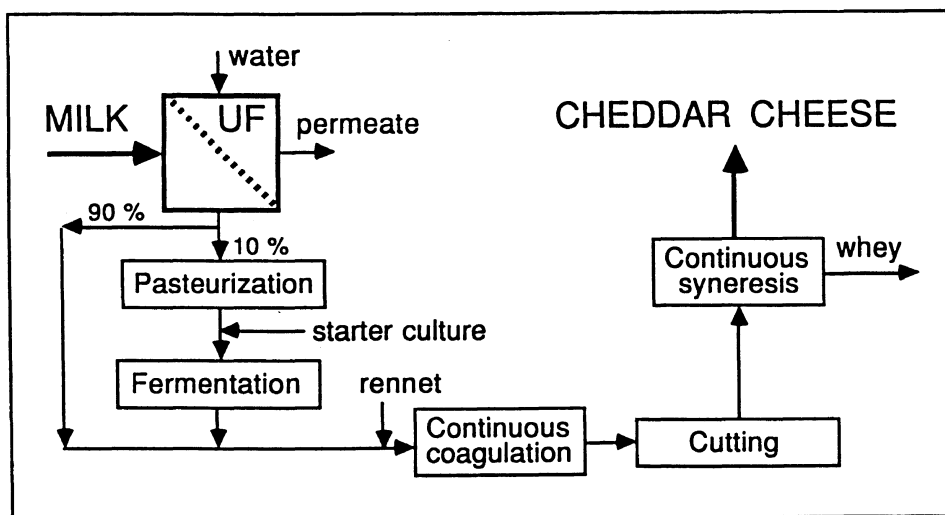 water
MILK
UF
permeate
90 %
10 %
Pasteurization
starter culture
Fermentation
rennet
Continuous
coagulation
Cutting
Continuous
syneresis
whey
CHEDDAR CHEESE